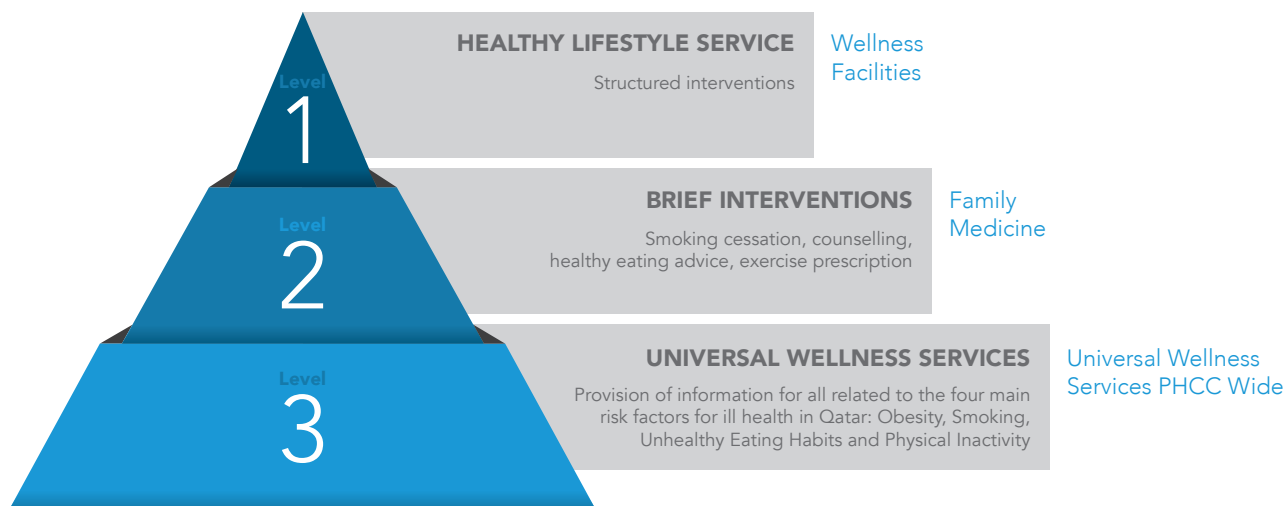 Level
1
HEALTHY LIFESTYLE SERVICE
Structured interventions
Wellness
Facilities
Level
2
BRIEF INTERVENTIONS
Smoking cessation, counselling,
healthy eating advice, exercise prescription
Family
Medicine
Level
3
UNIVERSAL WELLNESS SERVICES
Provision of information for all related to the four main
risk factors for ill health in Qatar: Obesity, Smoking,
Unhealthy Eating Habits and Physical Inactivity
Universal Wellness
Services PHCC Wide